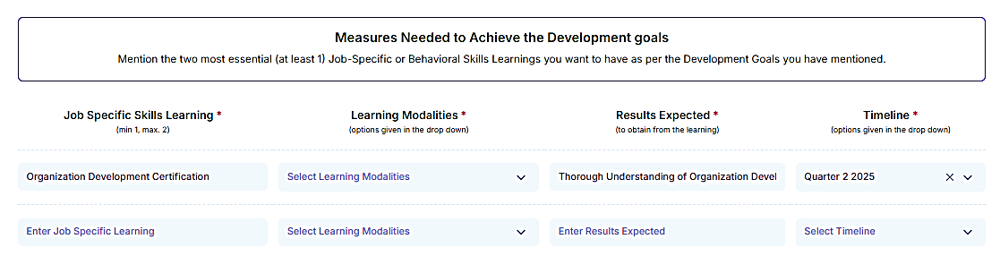 Measures Needed to Achieve the Development goals
Mention the two most essential (at least 1) Job-Specific or Behavioral Skills Learnings you want to have as per the Development Goals you have mentioned.
Job Specific Skills Learning * Learning Modalities * Results Expected * Timeline *
(min 1, max. 2) (options given in the drop down) (to obtain from the learning) (options given in the drop down)
Organization Development Certification Select Learning Modalities Thorough Understanding of Organization Devel Quarter 2 2025
Enter Job Specific Learning Select Learning Modalities Enter Results Expected Select Timeline